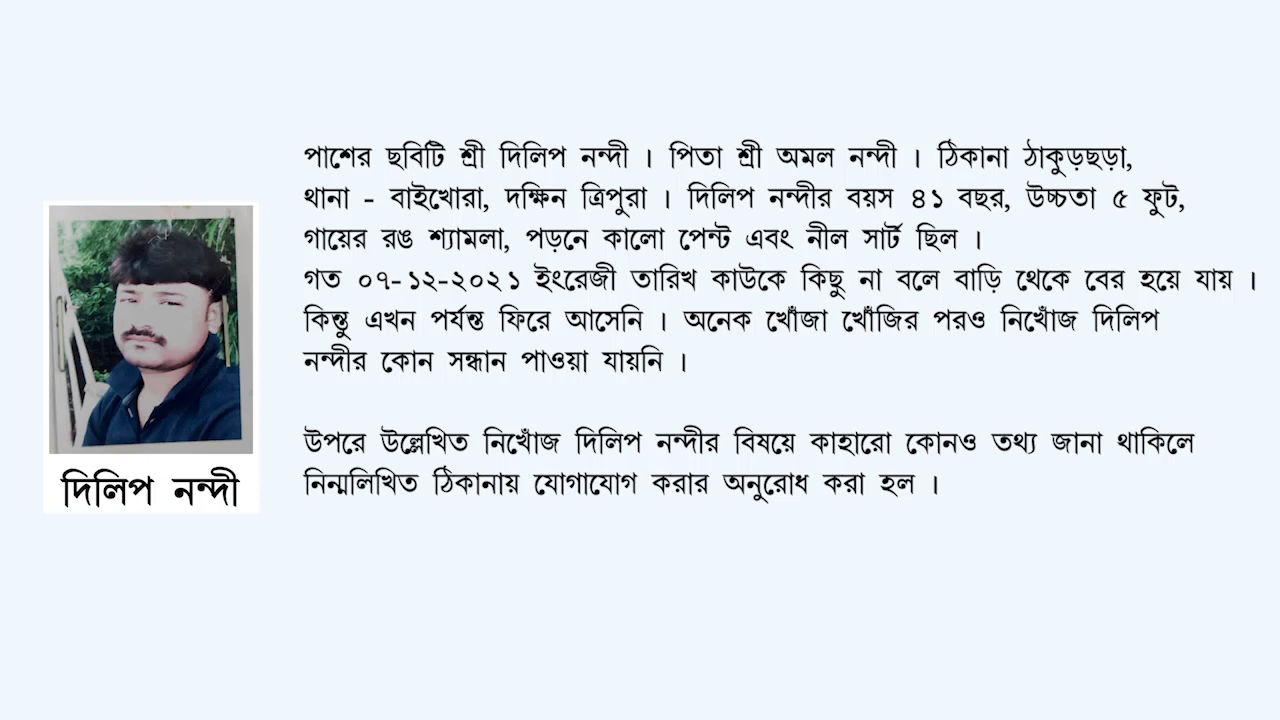 পাশের ছবিটি শ্রী দিলিপ নন্দী । পিতা শ্রী অমল নন্দী । ঠিকানা ঠাকুড়ছড়া,
থানা - বাইখোরা, দক্ষিন ত্রিপুরা । দিলিপ নন্দীর বয়স ৪১ বছর, উচ্চতা ৫ ফুট,
গায়ের রঙ শ্যামলা, পড়নে কালো পেন্ট এবং নীল সার্ট ছিল ।
গত ০৭-১২-২০২১ ইংরেজী তারিখ কাউকে কিছু না বলে বাড়ি থেকে বের হয়ে যায় ।
কিন্তু এখন পর্যন্ত ফিরে আসেনি । অনেক খোঁজা খোঁজির পরও নিখোঁজ দিলিপ
নন্দীর কোন সন্ধান পাওয়া যায়নি ।
উপরে উল্লেখিত নিখোঁজ দিলিপ নন্দীর বিষয়ে কাহারো কোনও তথ্য জানা থাকিলে
নিন্মলিখিত ঠিকানায় যোগাযোগ করার অনুরোধ করা হল ।
দিলিপ নন্দী